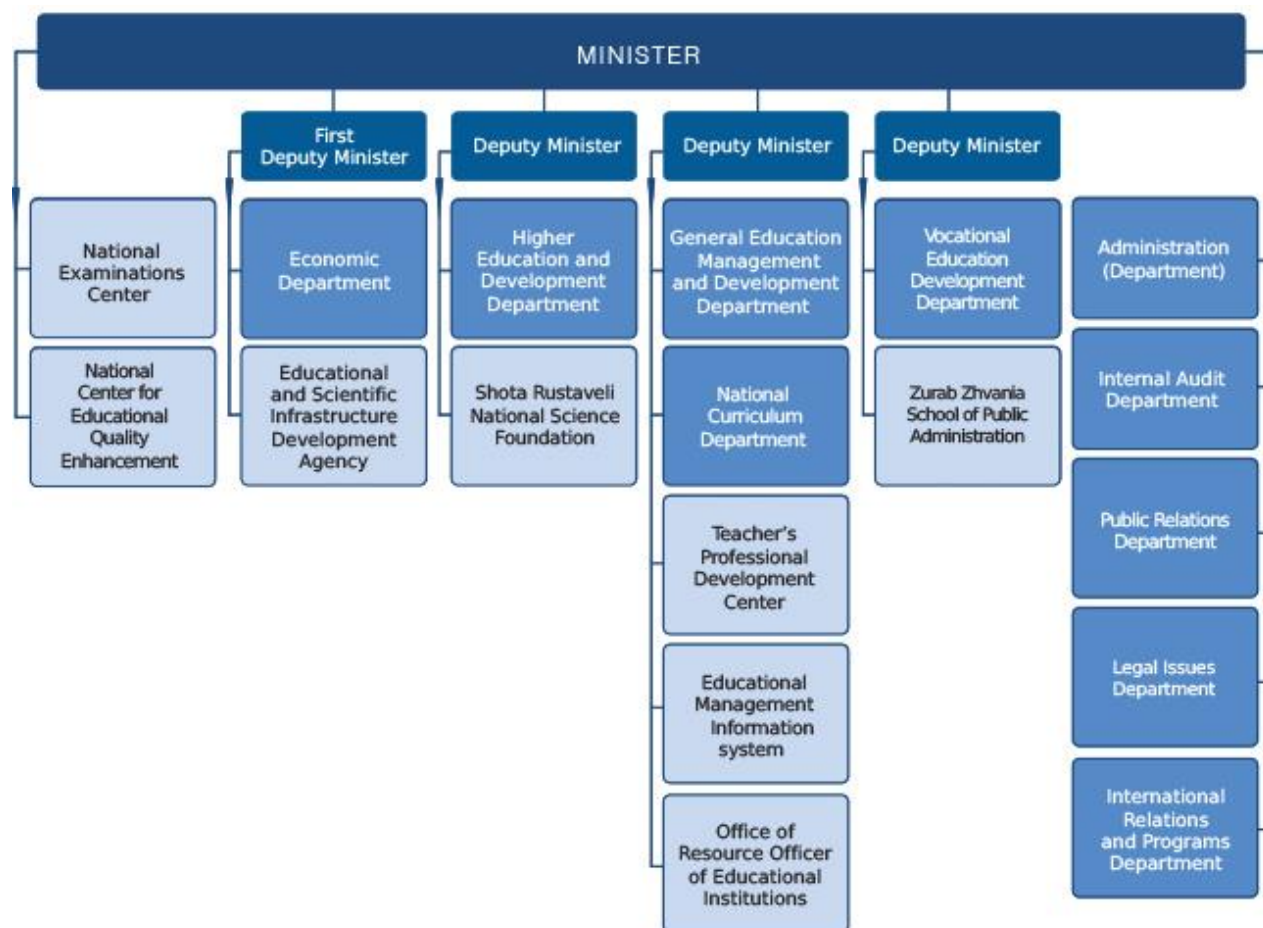 MINISTER
First
Deputy Minister
Deputy Minister
Deputy Minister
Deputy Minister
National
Examinations
Center
National
Center for
Educational
Quality
Enhancement
Economic
Department
Educational
and Scientific
Infrastructure
Development
Agency
Higher
Education and
Development
Department
Shota Rustaveli
National Science
Foundation
General Education
Management
and Development
Department
National
Curriculum
Department
Teacher’s
Professional
Development
Center
Educational
Management
Information
system
Office of
Resource Officer
of Educational
Institutions
Vocational
Education
Development
Department
Zurab Zhvania
School of Public
Administration
Administration
(Department)
Internal Audit
Department
Public Relations
Department
Legal Issues
Department
International
Relations
and Programs
Department